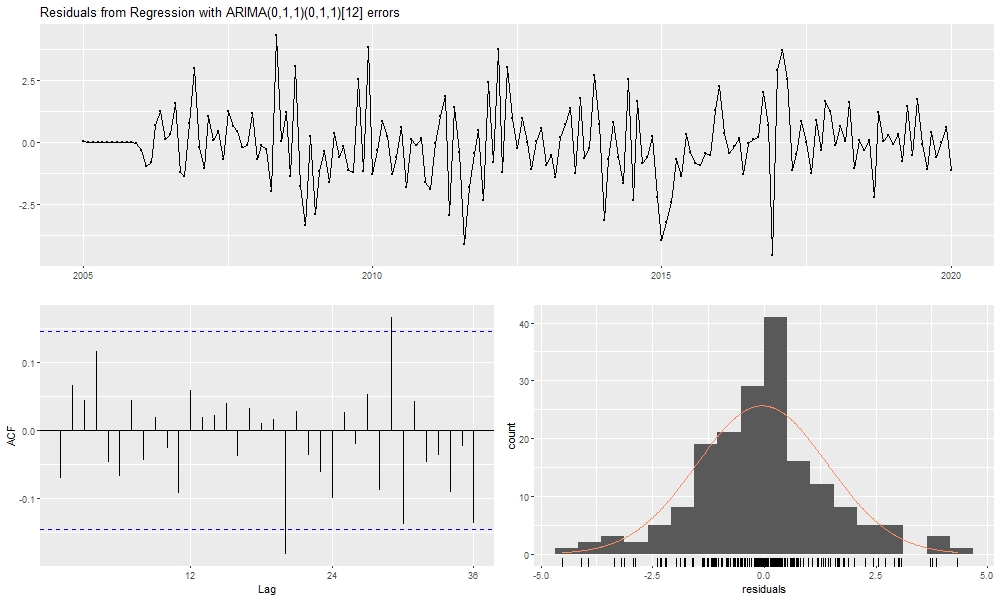 Residuals from Regression with ARIMA(0,1,1)(0,1,1)[12] errors
2.5
0.0
-2.5
2005 2010 2015 2020
ACF
0.1
0.0
-0.1
12 24 36
Lag
count
40
30
20
10
0
-5.0 -2.5 0.0 2.5 5.0
residuals